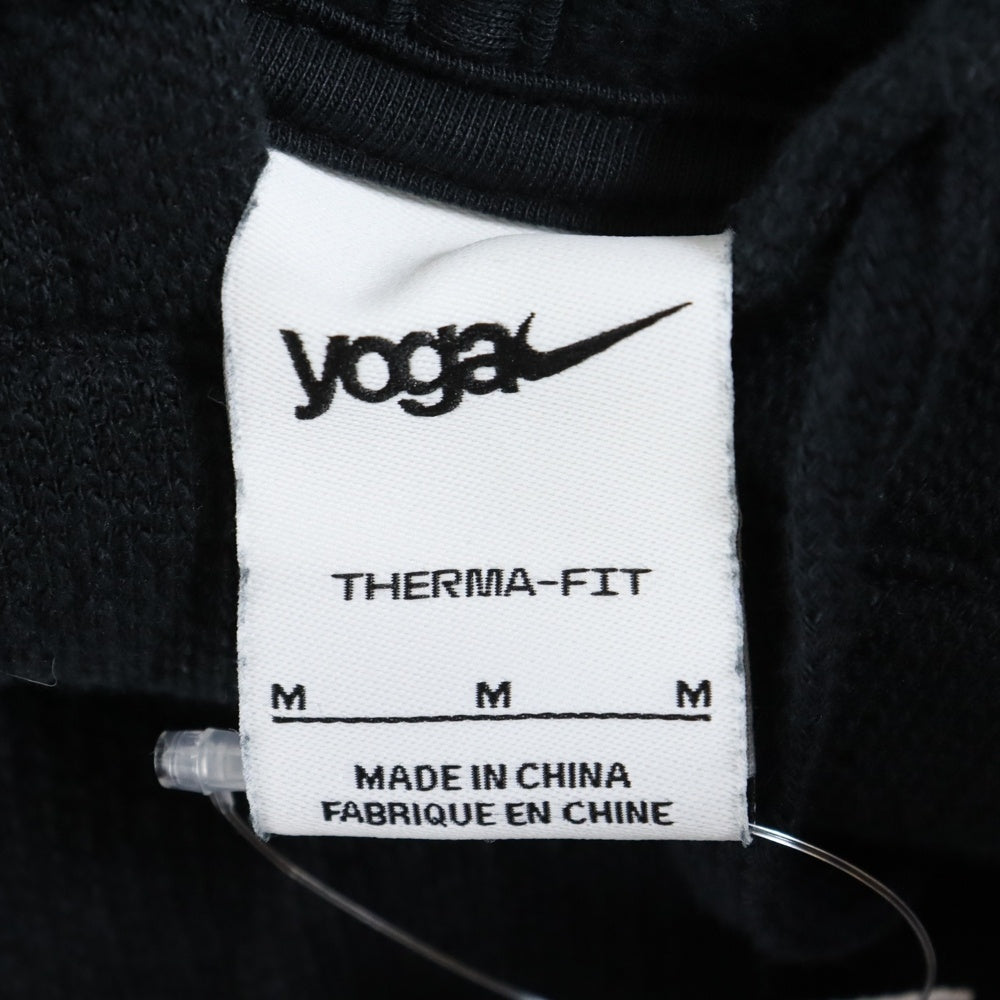 yoga
THERMA-FIT
M M M
MADE IN CHINA
FABRIQUE EN CHINE